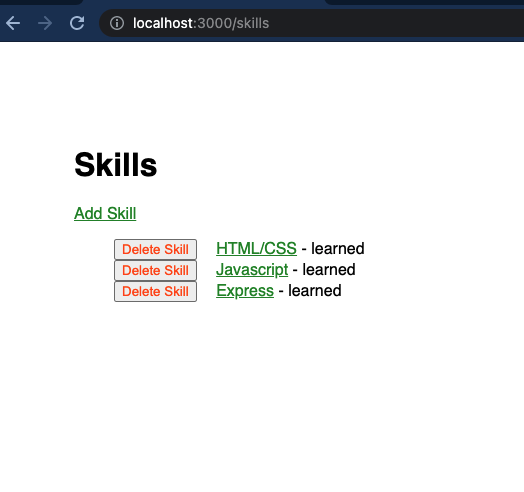 localhost:3000/skills
Skills
Add Skill
Delete Skill HTML/CSS - learned
Delete Skill Javascript - learned
Delete Skill Express - learned